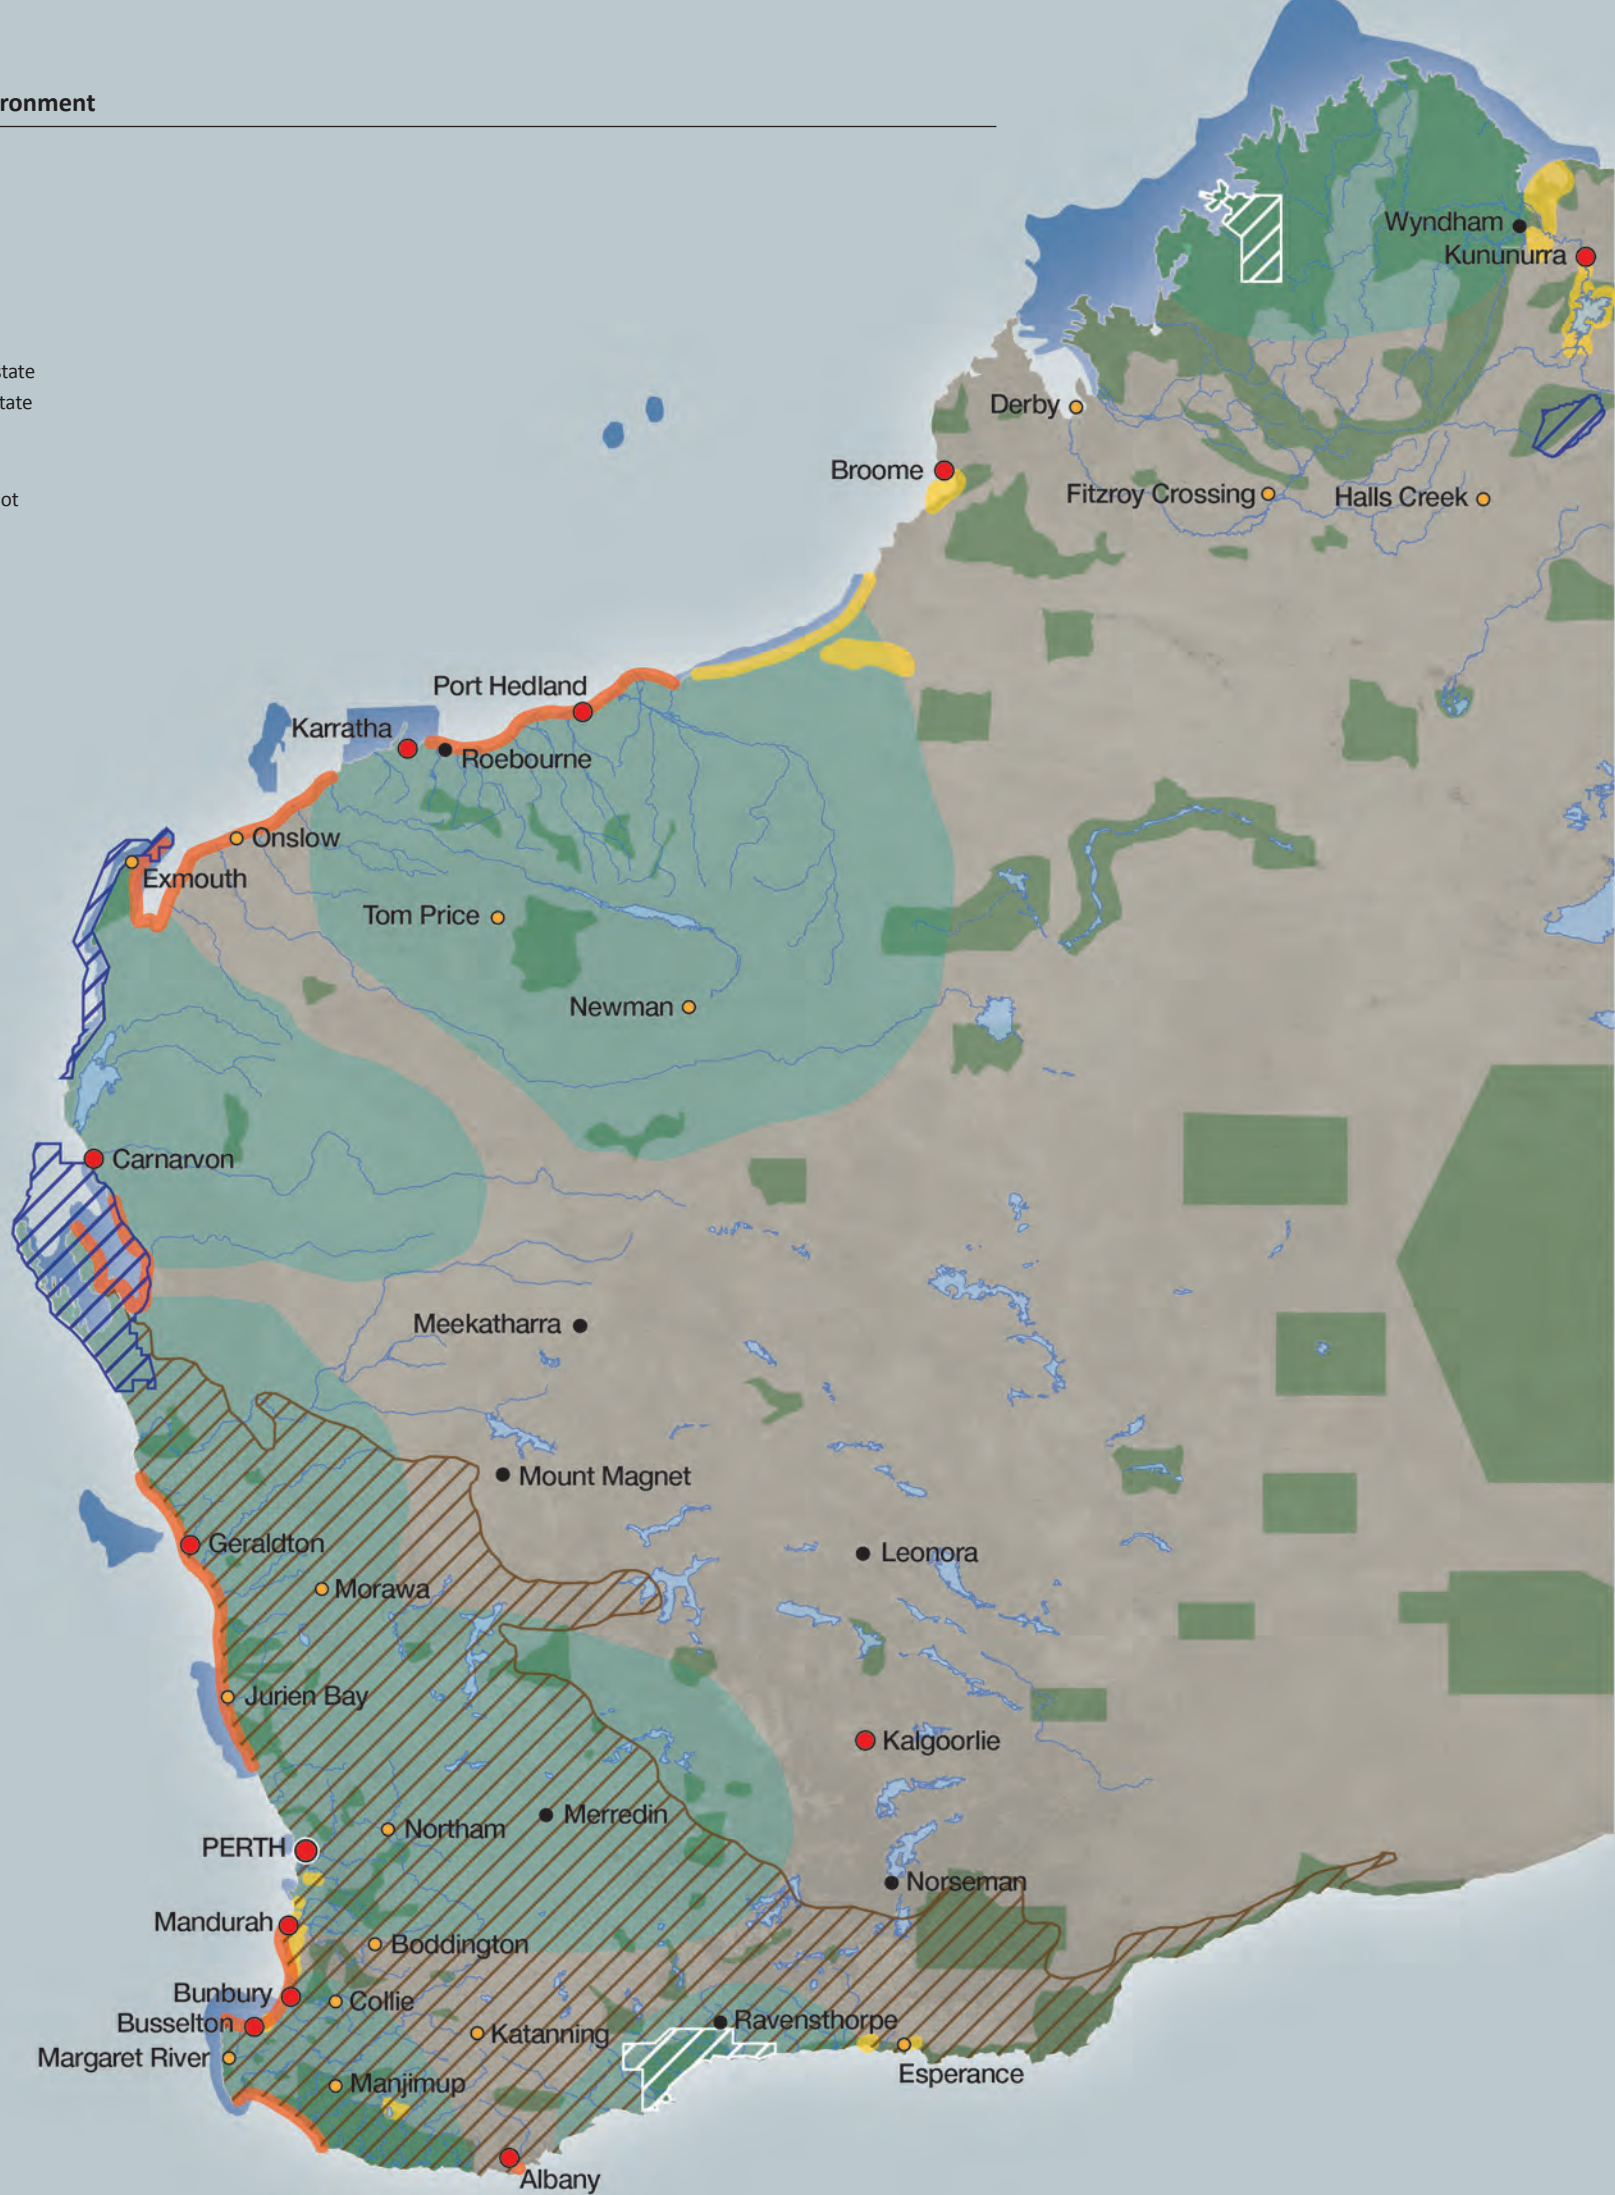 ronment
Wyndham
Kununurra
state
tate
Derby
Broome
Fitzroy Crossing
Halls Creek
ot
Port Hedland
Karratha
Roebourne
Onslow
Exmouth
Tom Price
Newman
Carnarvon
Meekatharra
Mount Magnet
Geraldton
Leonora
Morawa
Jurien Bay
Kalgoorlie
Merredin
Northam
PERTH
Norseman
Mandurah
Boddington
Bunbury
Collie
Busselton
Ravensthorpe
Katanning
Margaret River
Esperance
Manjimup
Albany